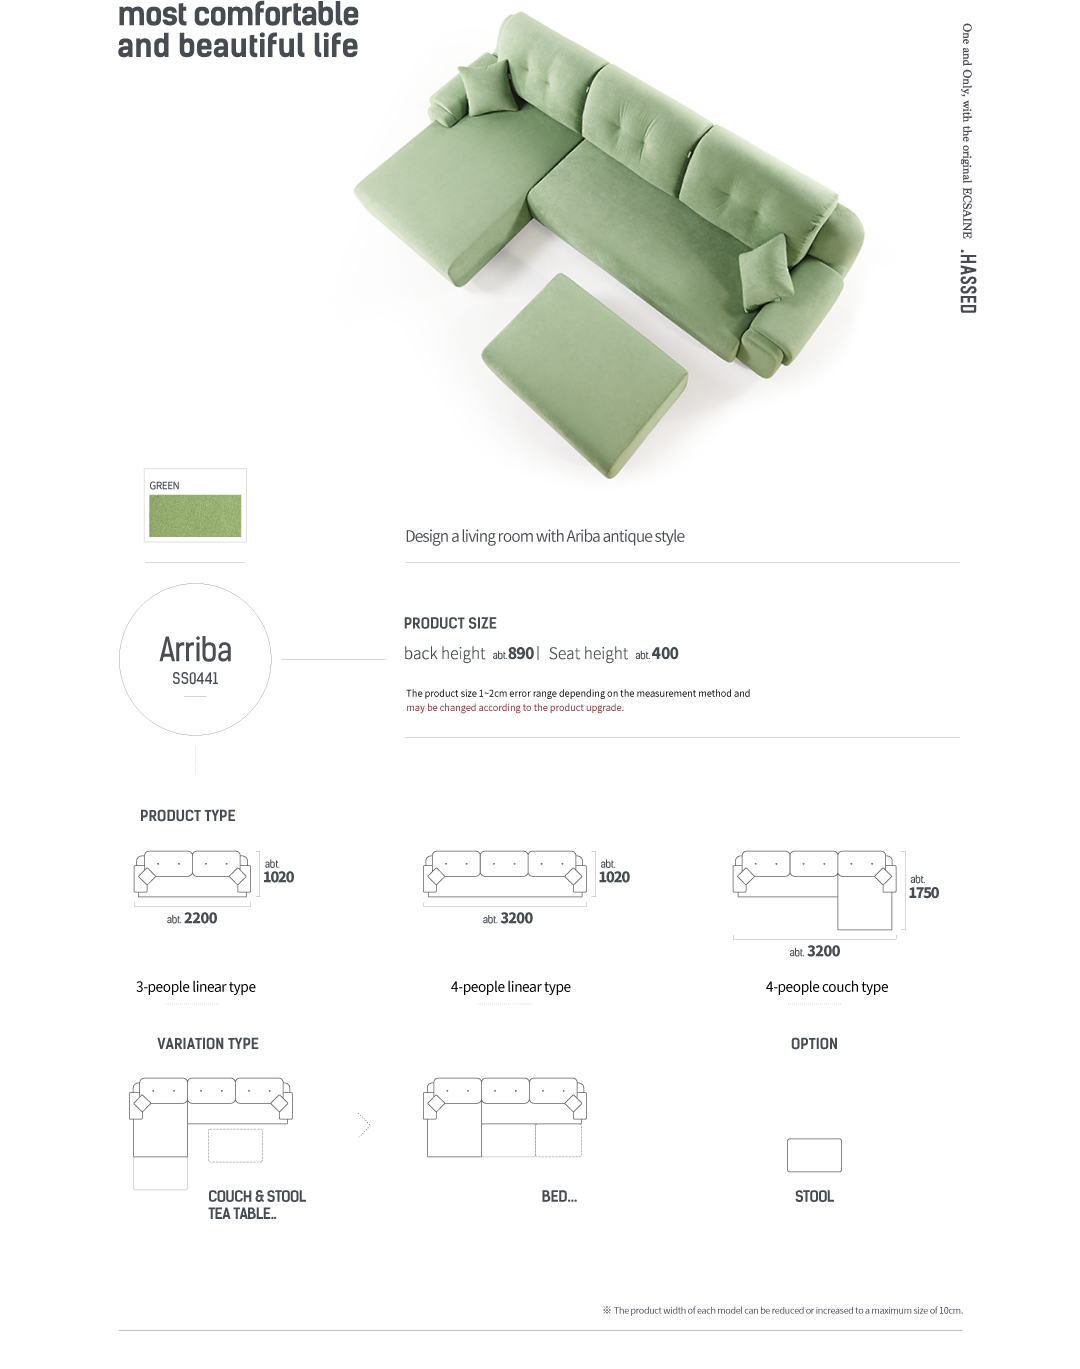 most comfortable
and beautiful life
One and Only, with the original ECSAINE .HASSED
GREEN
Design a living room with Ariba antique style
Arriba
SS0441
PRODUCT SIZE
back height abt.890 | Seat height abt.400
The product size 1~2cm error range depending on the measurement method and
may be changed according to the product upgrade.
PRODUCT TYPE
abt.
1020
abt. 2200
3-people linear type
abt.
1020
abt. 3200
4-people linear type
abt.
1750
abt. 3200
4-people couch type
VARIATION TYPE
COUCH & STOOL
TEA TABLE..
BED...
OPTION
STOOL
※ The product width of each model can be reduced or increased to a maximum size of 10cm.